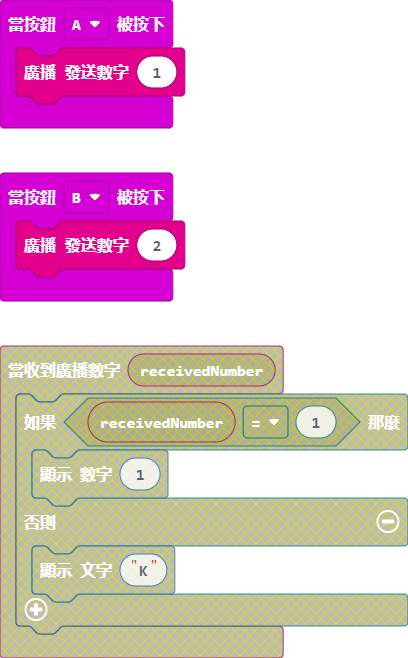 當按鈕 A 被按下
廣播 發送數字 1
當按鈕 B 被按下
廣播 發送數字 2
當收到廣播數字 receivedNumber
如果 receivedNumber = 1 那麼
顯示 數字 1
否則
顯示 文字 "K"